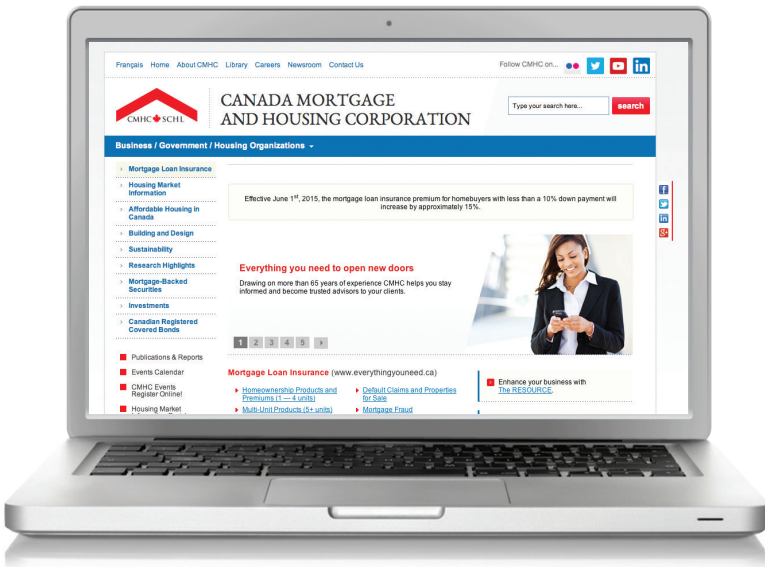 Français Home About CMHC Library Careers Newsroom Contact Us
Follow CMHC on...
CMHC SCHL
CANADA MORTGAGE
AND HOUSING CORPORATION
Type your search here...
search
Business / Government / Housing Organizations
Mortgage Loan Insurance
Housing Market
Information
Affordable Housing in
Canada
Building and Design
Sustainability
Research Highlights
Mortgage-Backed
Securities
Investments
Canadian Registered
Covered Bonds
Publications & Reports
Events Calendar
CMHC Events
Register Online!
Housing Market
Effective June 1st, 2015, the mortgage loan insurance premium for homebuyers with less than a 10% down payment will
increase by approximately 15%.
Everything you need to open new doors
Drawing on more than 65 years of experience CMHC helps you stay
informed and become trusted advisors to your clients.
1 2 3 4 5
Mortgage Loan Insurance (www.everythingyouneed.ca)
Homeownership Products and
Premiums (1 — 4 units)
Multi-Unit Products (5+ units)
Default Claims and Properties
for Sale
Mortgage Fraud
Enhance your business with
The RESOURCE.
in
f
in
g+